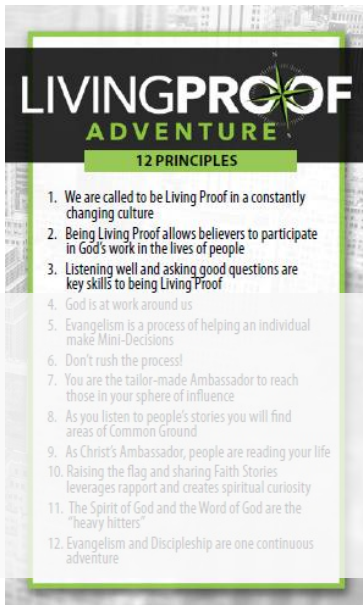 LIVINGPROOF
ADVENTURE
12 PRINCIPLES
1. We are called to be Living Proof in a constantly
changing culture
2. Being Living Proof allows believers to participate
in God's work in the lives of people
3. Listening well and asking good questions are
key skills to being Living Proof
4. God is at work around us
5. Evangelism is a process of helping an individual
make Mini-Decisions
6. Don't rush the process!
7. You are the tailor-made Ambassador to reach
those in your sphere of influence
8. As you listen to people's stories you will find
areas of Common Ground
9. As Christ's Ambassador, people are reading your life
10. Raising the flag and sharing Faith Stories
leverages rapport and creates spiritual curiosity
11. The Spirit of God and the Word of God are the
"heavy hitters"
12. Evangelism and Discipleship are one continuous
adventure